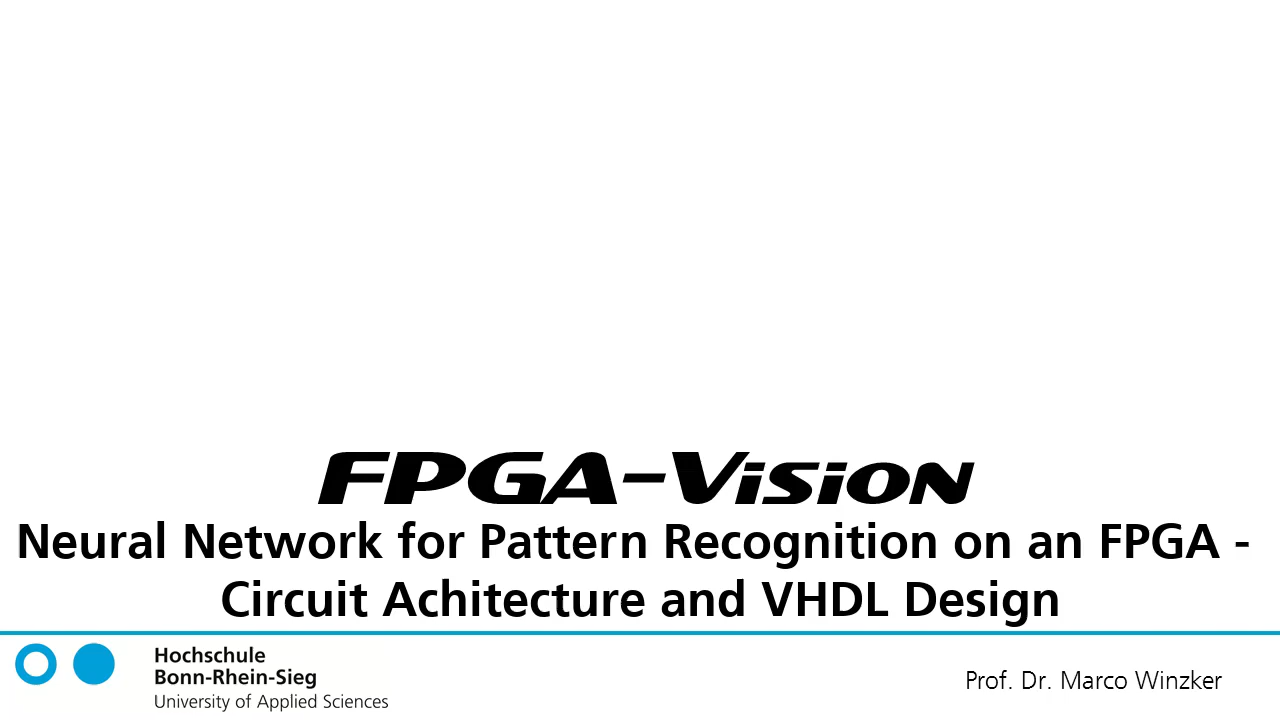 FPGA-Vision
Neural Network for Pattern Recognition on an FPGA -
Circuit Achitecture and VHDL Design
Hochschule
Bonn-Rhein-Sieg
University of Applied Sciences
Prof. Dr. Marco Winzker